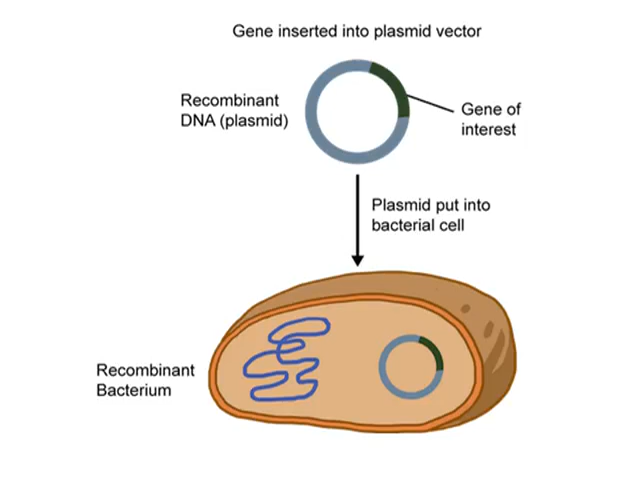 Gene inserted into plasmid vector
Recombinant
DNA (plasmid)
Gene of
interest
Plasmid put into
bacterial cell
Recombinant
Bacterium